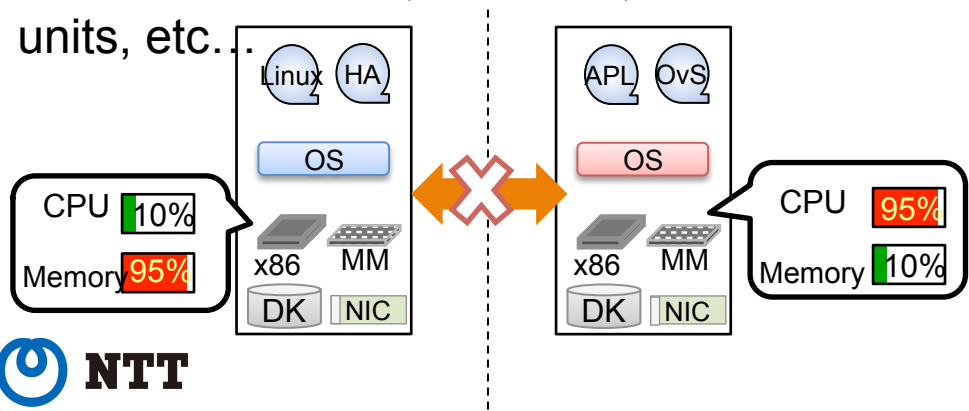 units, etc…
Linux HA
OS
CPU 10%
Memory 95%
x86 MM
DK NIC
APL OvS
OS
CPU 95%
Memory 10%
x86 MM
DK NIC
NTT